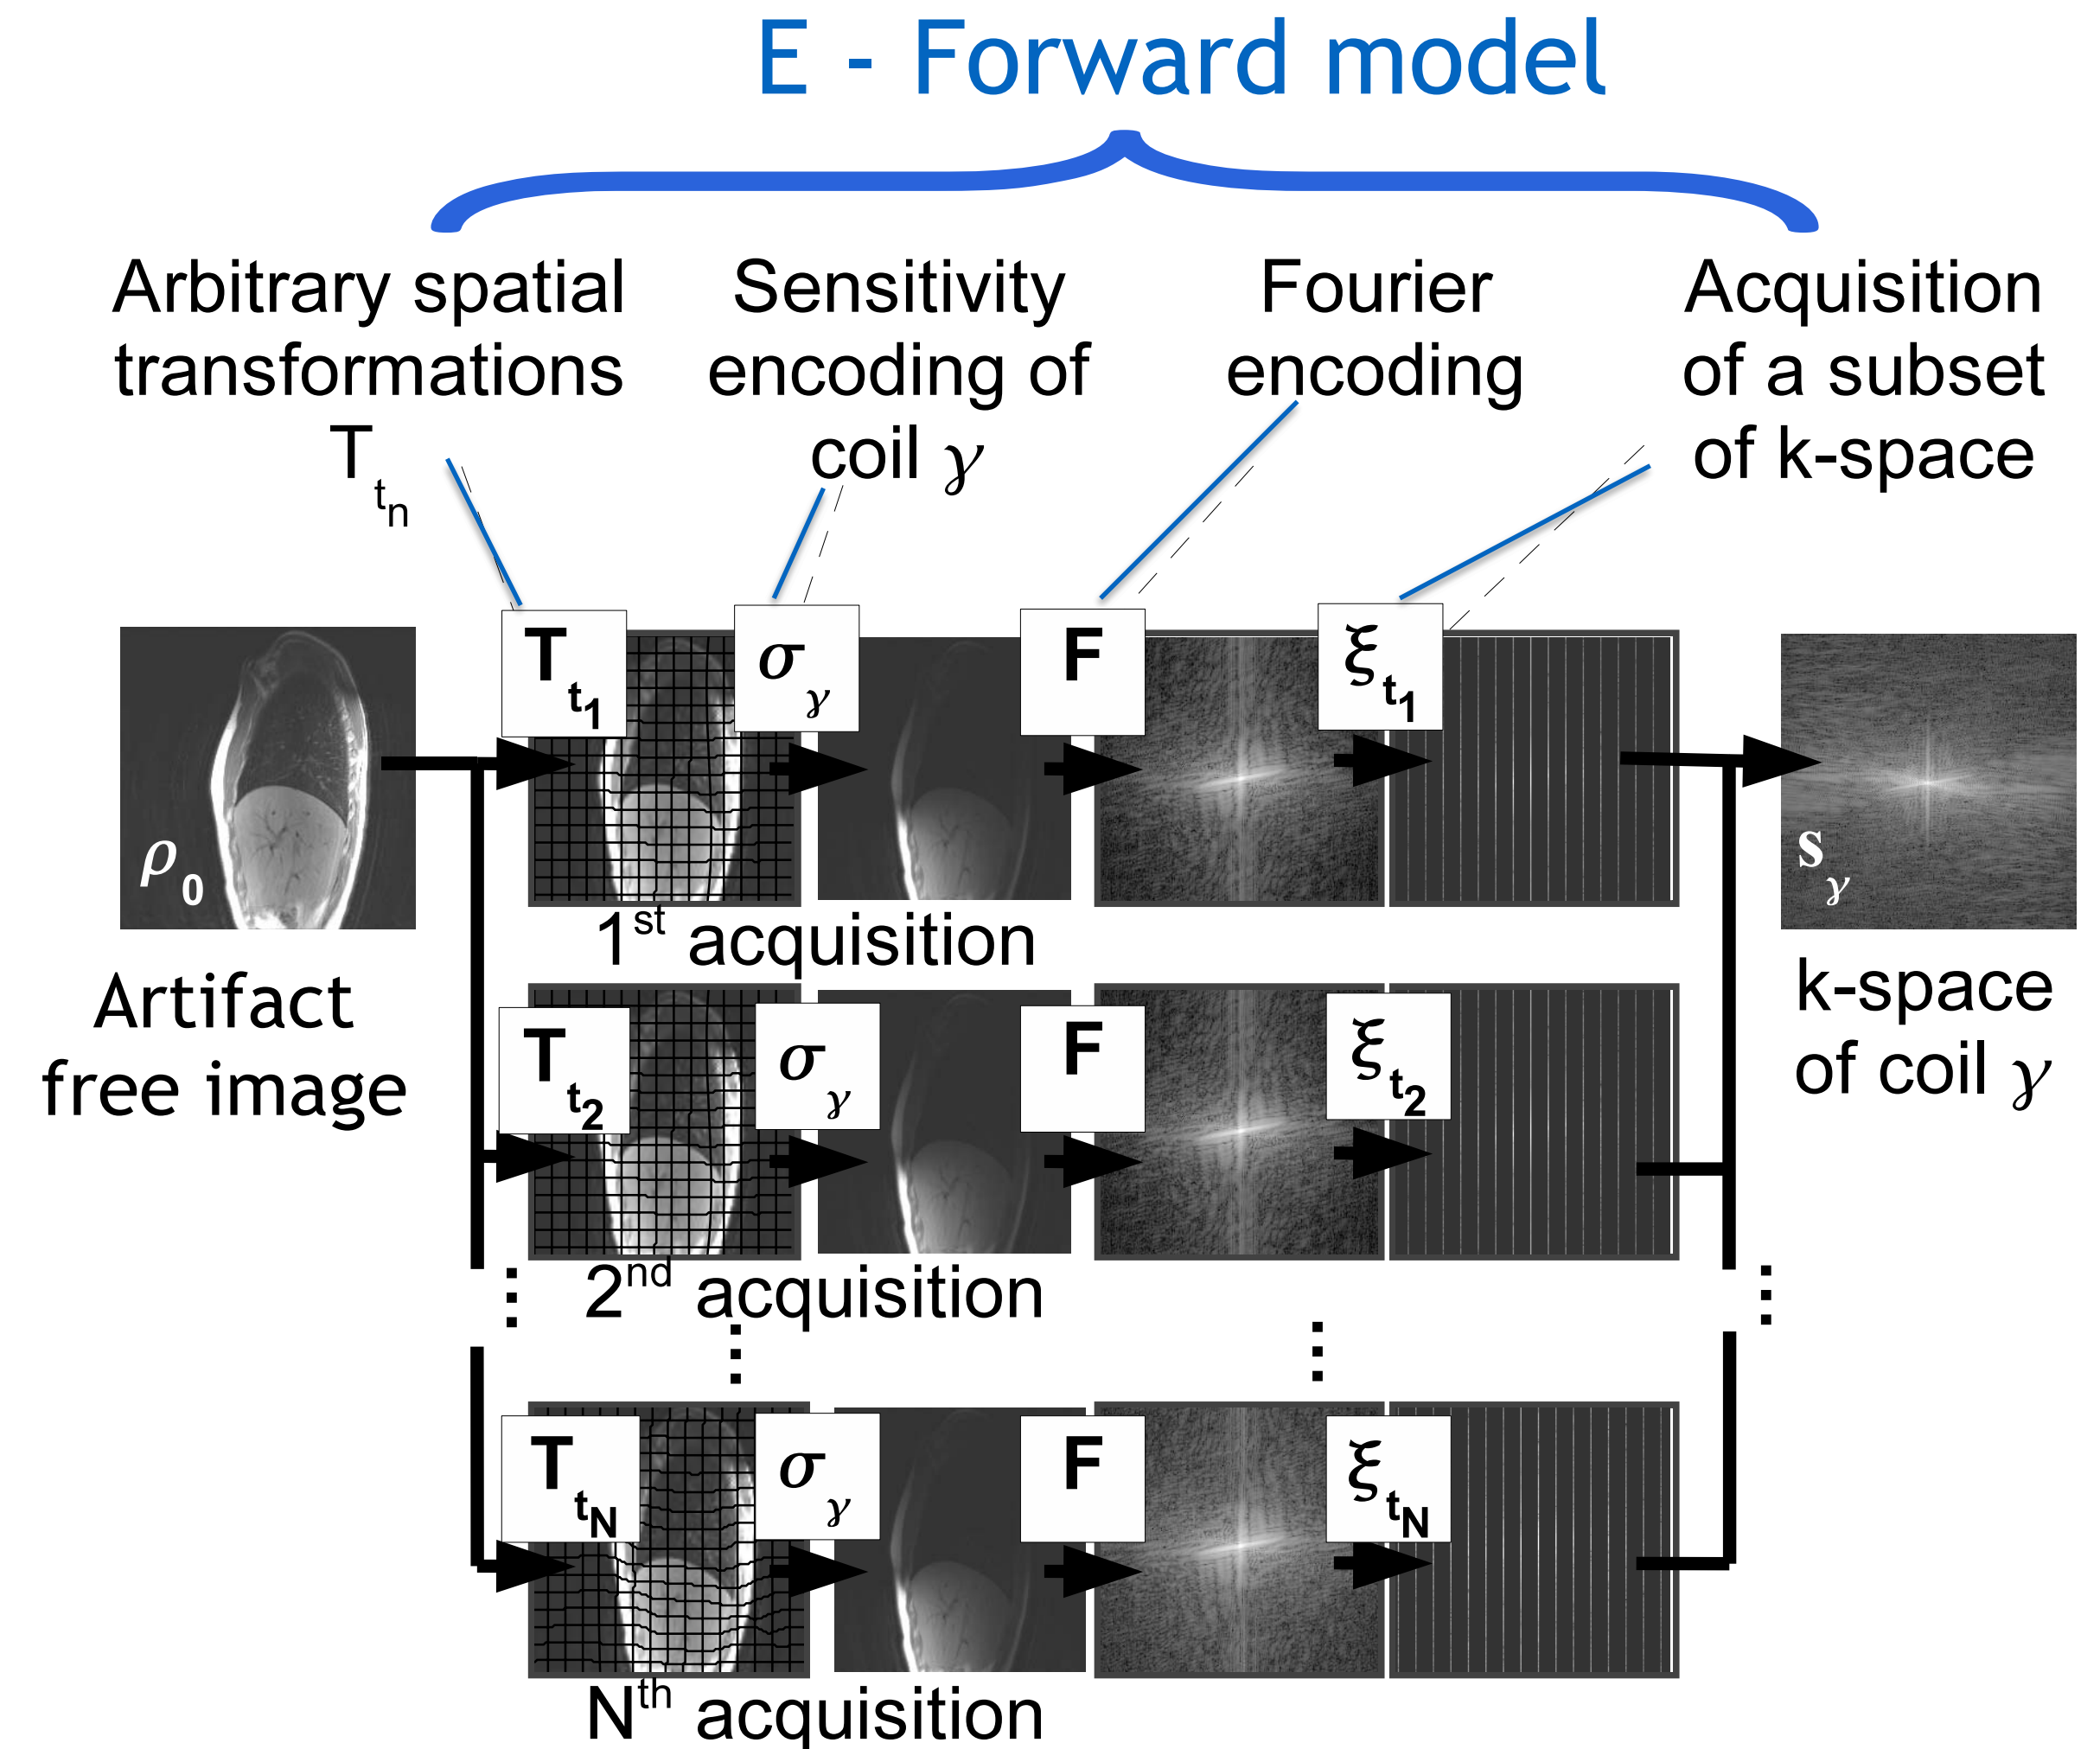 E - Forward model
Arbitrary spatial
transformations
T tn
Sensitivity
encoding of
coil γ
Fourier
encoding
Acquisition
of a subset
of k-space
T t1
σ γ
F
ξ t1
ρ 0
s γ
1st acquisition
Artifact
free image
k-space
of coil γ
T t2
σ γ
F
ξ t2
2nd acquisition
T tN
σ γ
F
ξ tN
Nth acquisition